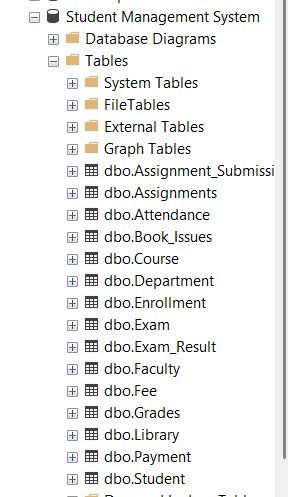 Student Management System
Database Diagrams
Tables
System Tables
FileTables
External Tables
Graph Tables
dbo.Assignment_Submissi
dbo.Assignments
dbo.Attendance
dbo.Book_Issues
dbo.Course
dbo.Department
dbo.Enrollment
dbo.Exam
dbo.Exam_Result
dbo.Faculty
dbo.Fee
dbo.Grades
dbo.Library
dbo.Payment
dbo.Student